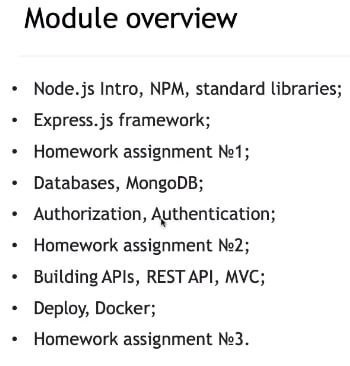 Module overview
• Node.js Intro, NPM, standard libraries;
• Express.js framework;
• Homework assignment №1;
• Databases, MongoDB;
• Authorization, Authentication;
• Homework assignment №2;
• Building APIs, REST API, MVC;
• Deploy, Docker;
• Homework assignment №3.